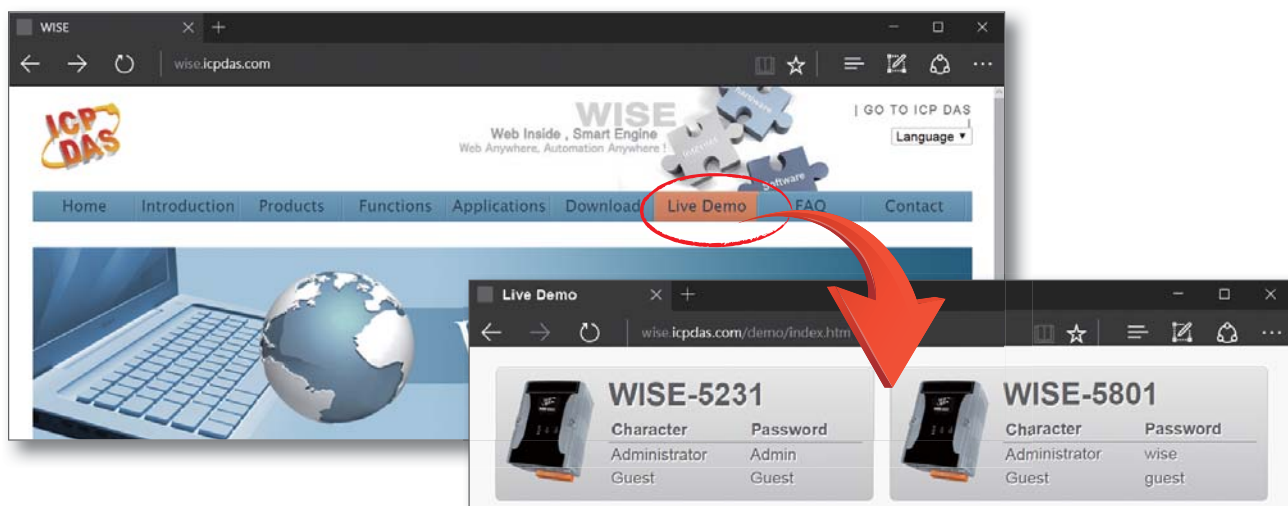 WISE
wise.icpdas.com
ICP DAS
WISE
Web Inside , Smart Engine
Web Anywhere, Automation Anywhere !
Hardware
Software
| GO TO ICP DAS
|
Language
Home Introduction Products Functions Applications Download Live Demo FAQ Contact
W
Live Demo
wise.icpdas.com/demo/index.htm
WISE-5231
Character Password
Administrator Admin
Guest Guest
WISE-5801
Character Password
Administrator wise
Guest guest